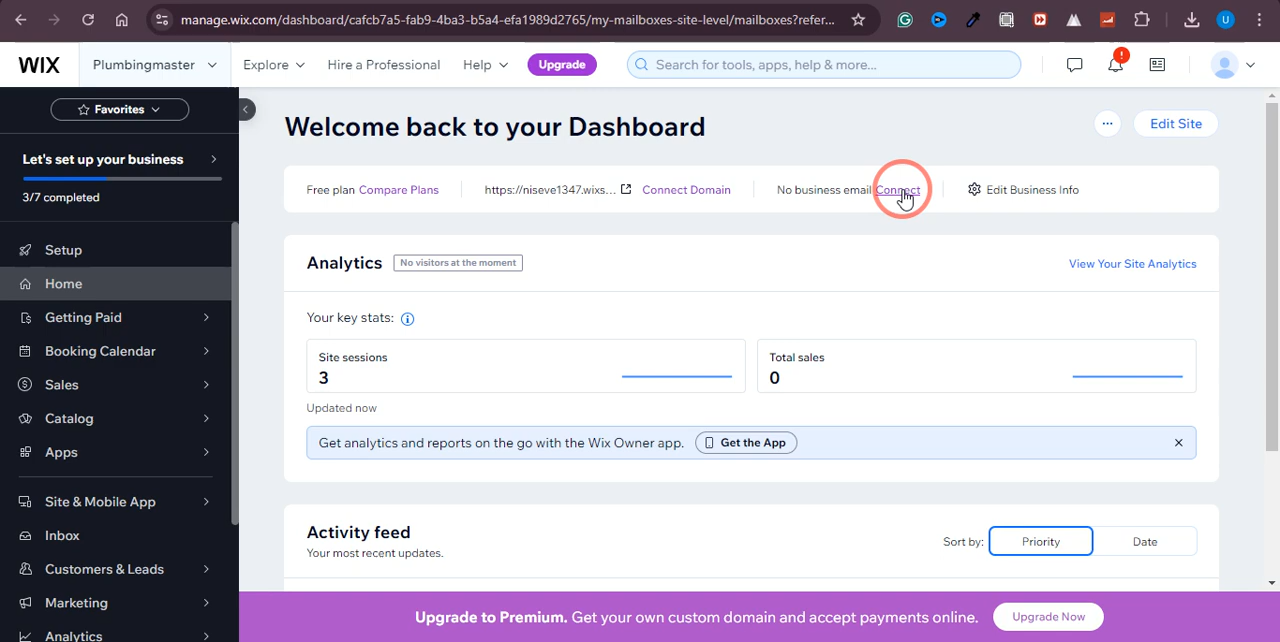 manage.wix.com/dashboard/cafcb7a5-fab9-4ba3-b5a4-efa1989d2765/my-mailboxes-site-level/mailboxes?refer...
U
WIX
Plumbingmaster
Explore
Hire a Professional
Help
Upgrade
Search for tools, apps, help & more...
!
Favorites
Let's set up your business
3/7 completed
Setup
Home
Getting Paid
Booking Calendar
Sales
Catalog
Apps
Site & Mobile App
Inbox
Customers & Leads
Marketing
Analytics
Welcome back to your Dashboard
... Edit Site
Free plan Compare Plans
https://niseve1347.wixs... Connect Domain
No business email Connect
Edit Business Info
Analytics
No visitors at the moment
View Your Site Analytics
Your key stats:
Site sessions
3
Total sales
0
Updated now
Get analytics and reports on the go with the Wix Owner app. Get the App
Activity feed
Your most recent updates.
Sort by: Priority Date
Upgrade to Premium. Get your own custom domain and accept payments online. Upgrade Now